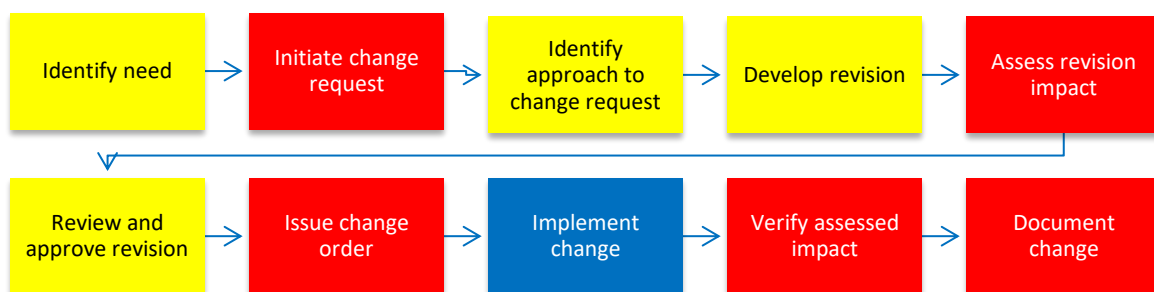 Identify need
Initiate change
request
Identify
approach to
change request
Develop revision
Assess revision
impact
Review and
approve revision
Issue change
order
Implement
change
Verify assessed
impact
Document
change